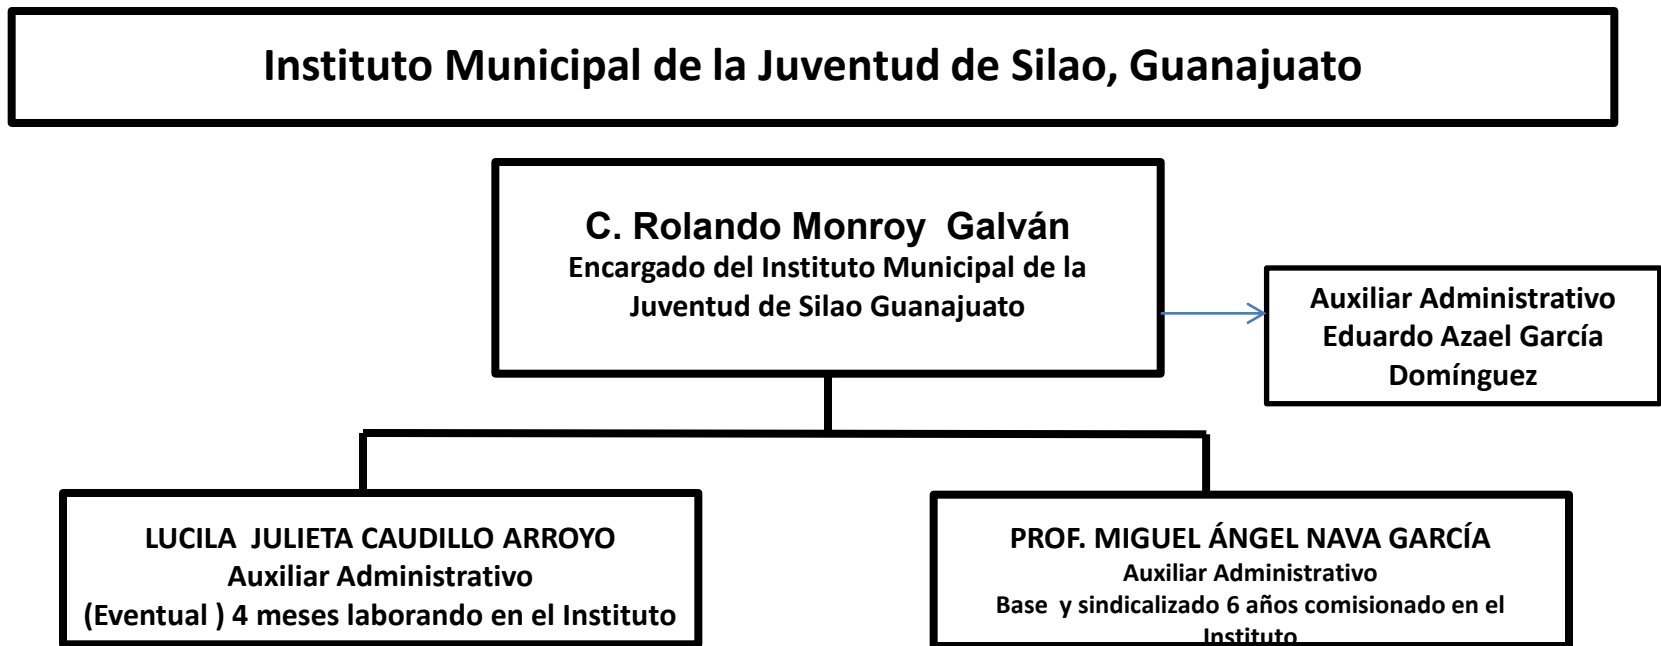 Instituto Municipal de la Juventud de Silao, Guanajuato
C. Rolando Monroy Galván
Encargado del Instituto Municipal de la
Juventud de Silao Guanajuato
Auxiliar Administrativo
Eduardo Azael García
Domínguez
LUCILA JULIETA CAUDILLO ARROYO
Auxiliar Administrativo
(Eventual ) 4 meses laborando en el Instituto
PROF. MIGUEL ÁNGEL NAVA GARCÍA
Auxiliar Administrativo
Base y sindicalizado 6 años comisionado en el
Instituto